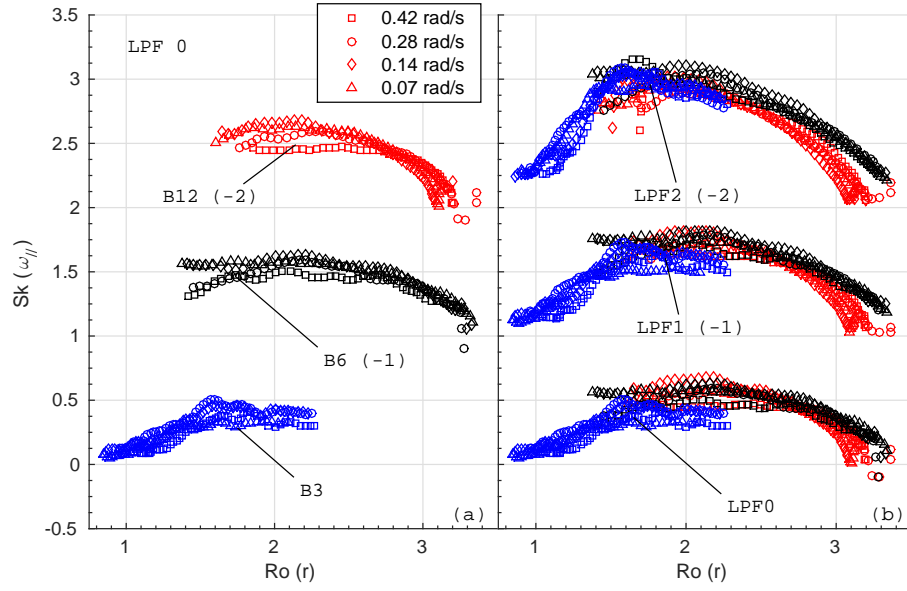 LPF 0
0.42 rad/s
0.28 rad/s
0.14 rad/s
0.07 rad/s
3.5
3
2.5
2
1.5
1
0.5
0
-0.5
Sk (ω//)
B12 (-2)
B6 (-1)
B3
(a)
1
2
3
Ro (r)
LPF2 (-2)
LPF1 (-1)
LPF0
(b)
1
2
3
Ro (r)